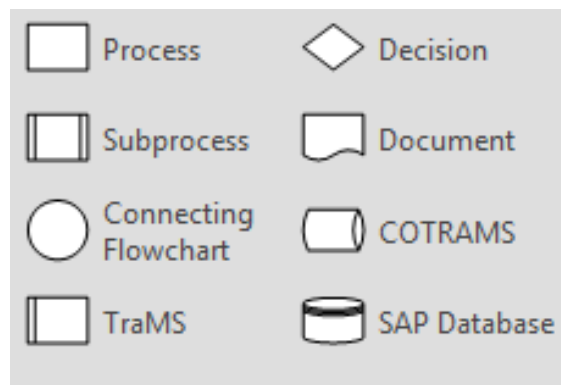 Process
Decision
Subprocess
Document
Connecting
Flowchart
COTRAMS
TraMS
SAP Database